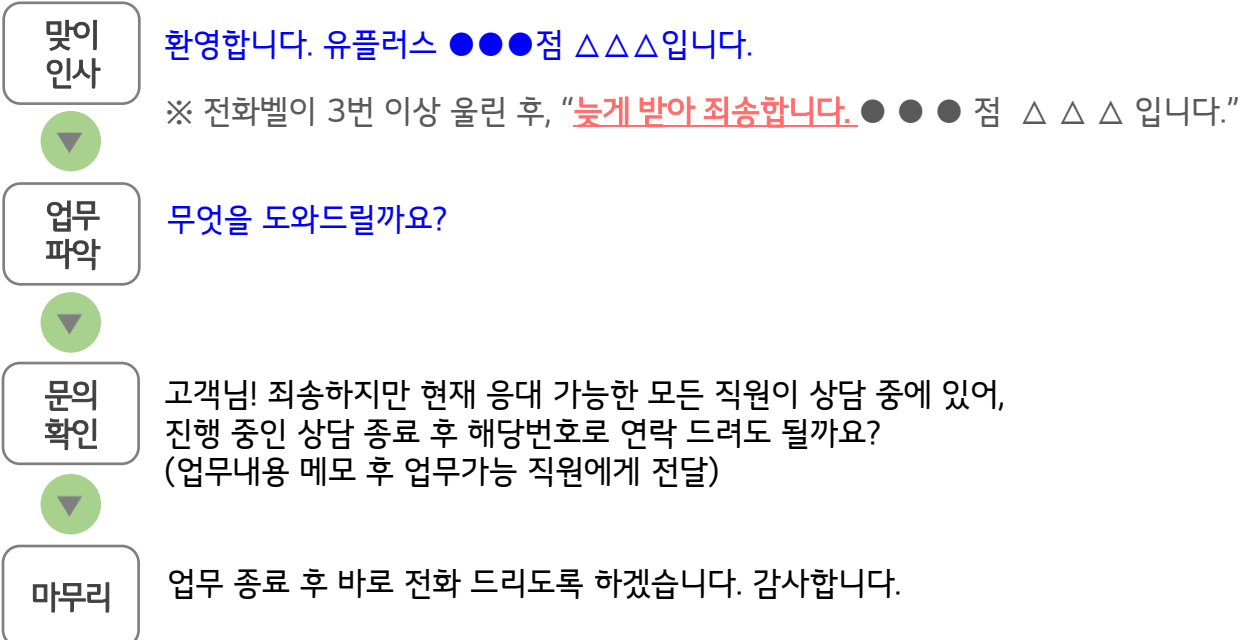 맞이
인사
환영합니다. 유플러스 ●●●점 △△△입니다.
※ 전화벨이 3번 이상 울린 후, “늦게 받아 죄송합니다. ● ● ● 점 △ △ △ 입니다.”
▼
업무
파악
무엇을 도와드릴까요?
▼
문의
확인
고객님! 죄송하지만 현재 응대 가능한 모든 직원이 상담 중에 있어,
진행 중인 상담 종료 후 해당번호로 연락 드려도 될까요?
(업무내용 메모 후 업무가능 직원에게 전달)
▼
마무리
업무 종료 후 바로 전화 드리도록 하겠습니다. 감사합니다.